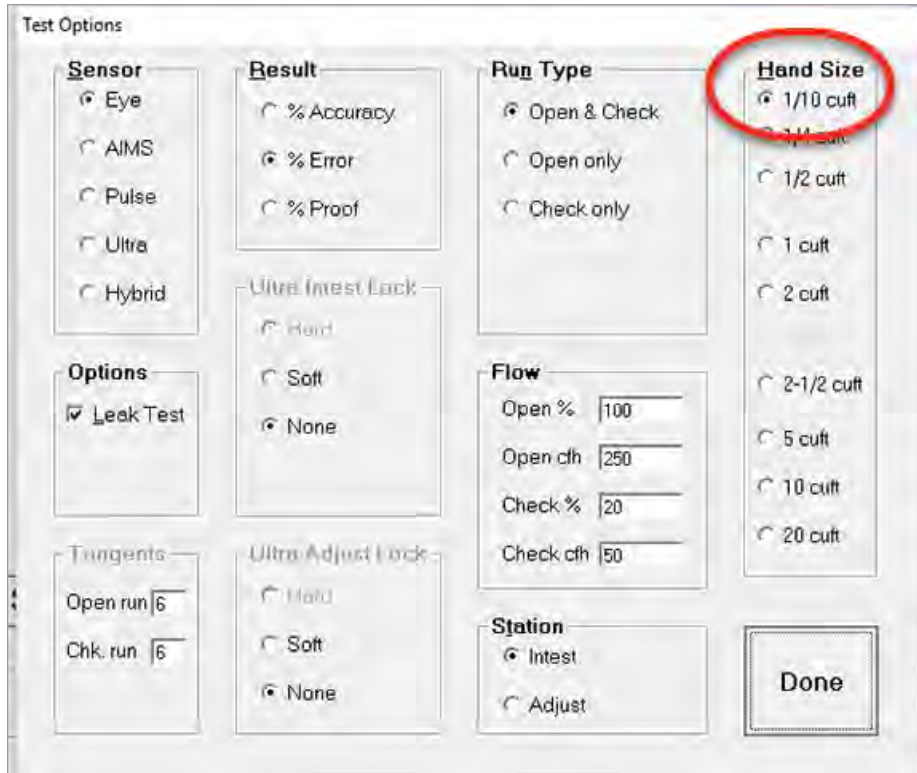 Test Options
Sensor
Eye
AIMS
Pulse
Ultra
Hybrid
Result
% Accuracy
% Error
% Proof
Run Type
Open & Check
Open only
Check only
Hand Size
1/10 cuft
1/4 cuft
1/2 cuft
1 cuft
2 cuft
2-1/2 cuft
5 cuft
10 cuft
20 cuft
Options
Leak Test
Ultra Intest Lock
Hard
Soft
None
Flow
Open % 100
Open cfh 250
Check % 20
Check cfh 50
Tangents
Open run 6
Chk. run 6
Ultra Adjust Lock
Hard
Soft
None
Station
Intest
Adjust
Done